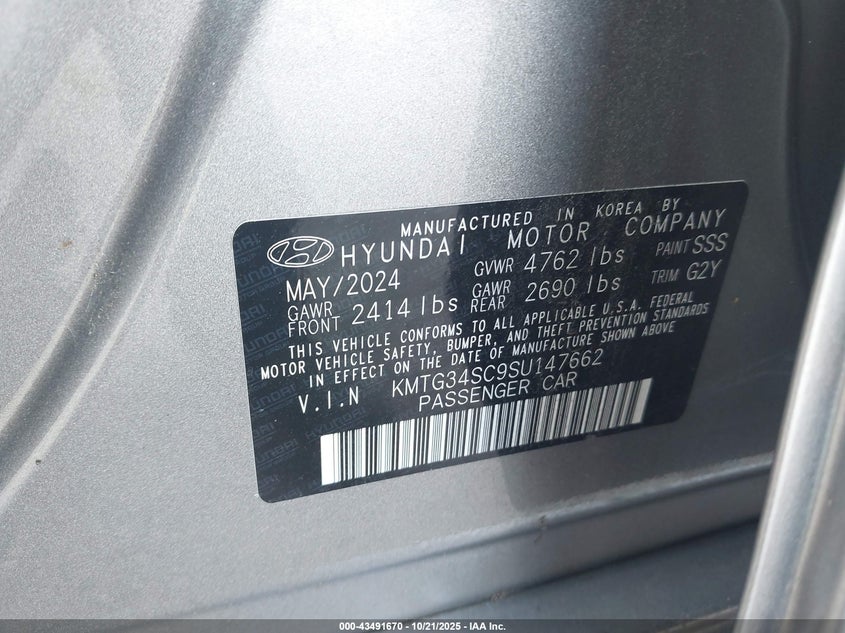 MANUFACTURED IN KOREA BY
HYUNDAI MOTOR COMPANY
MAY/2024 GVWR 4762 lbs PAINT SSS
GAWR FRONT 2414 lbs GAWR REAR 2690 lbs TRIM G2Y
THIS VEHICLE CONFORMS TO ALL APPLICABLE U.S.A. FEDERAL
MOTOR VEHICLE SAFETY, BUMPER, AND THEFT PREVENTION STANDARDS
IN EFFECT ON THE DATE OF MANUFACTURE SHOWN ABOVE
V.I.N KMTG34SC9SU147662
PASSENGER CAR
000-43491670 - 10/21/2025 - IAA Inc.